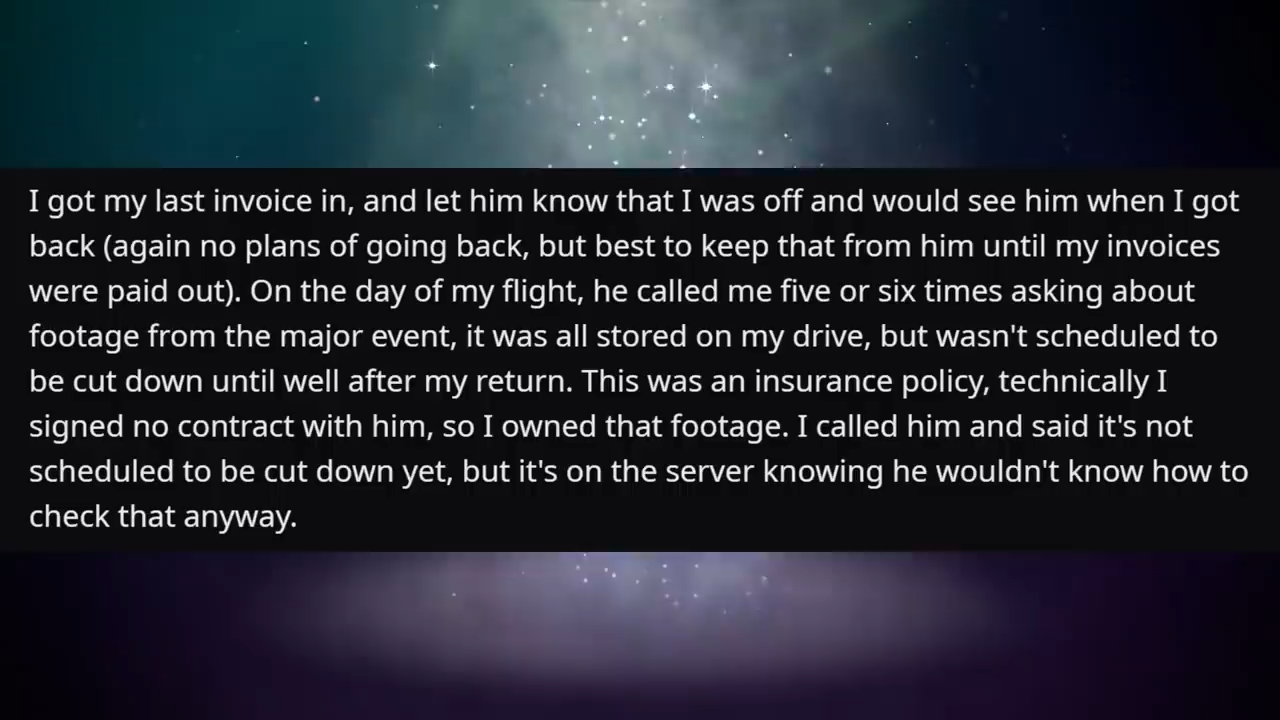 I got my last invoice in, and let him know that I was off and would see him when I got
back (again no plans of going back, but best to keep that from him until my invoices
were paid out). On the day of my flight, he called me five or six times asking about
footage from the major event, it was all stored on my drive, but wasn't scheduled to
be cut down until well after my return. This was an insurance policy, technically I
signed no contract with him, so I owned that footage. I called him and said it's not
scheduled to be cut down yet, but it's on the server knowing he wouldn't know how to
check that anyway.